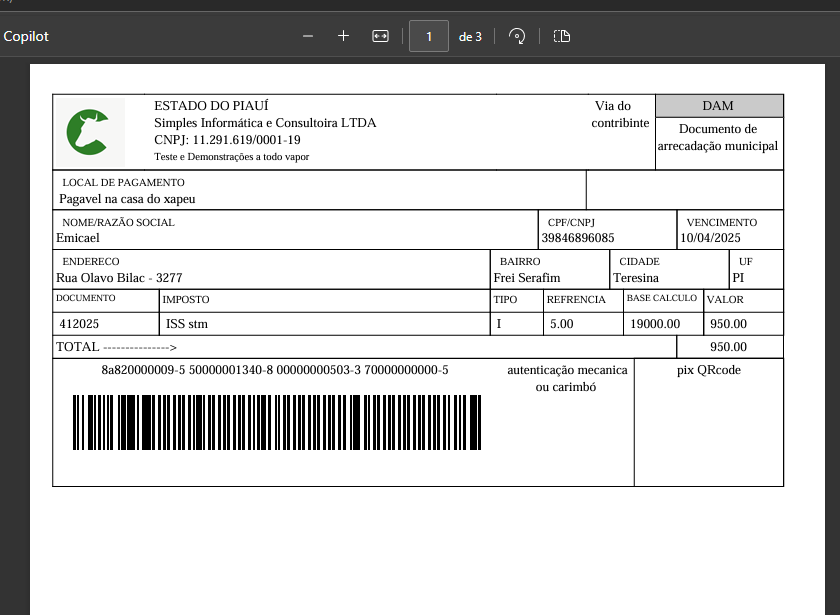 Copilot
1 de 3
ESTADO DO PIAUÍ
Simples Informática e Consultoira LTDA
CNPJ: 11.291.619/0001-19
Teste e Demonstrações a todo vapor
Via do
contribinte
DAM
Documento de
arrecadação municipal
LOCAL DE PAGAMENTO
Pagavel na casa do xapeu
NOME/RAZÃO SOCIAL
Emicael
CPF/CNPJ
39846896085
VENCIMENTO
10/04/2025
ENDERECO
Rua Olavo Bilac - 3277
BAIRRO
Frei Serafim
CIDADE
Teresina
UF
PI
DOCUMENTO IMPOSTO TIPO REFRENCIA BASE CALCULO VALOR
412025 ISS stm I 5.00 19000.00 950.00
TOTAL ---------------> 950.00
8a820000009-5 50000001340-8 00000000503-3 70000000000-5
autenticação mecanica
ou carimbó
pix QRcode